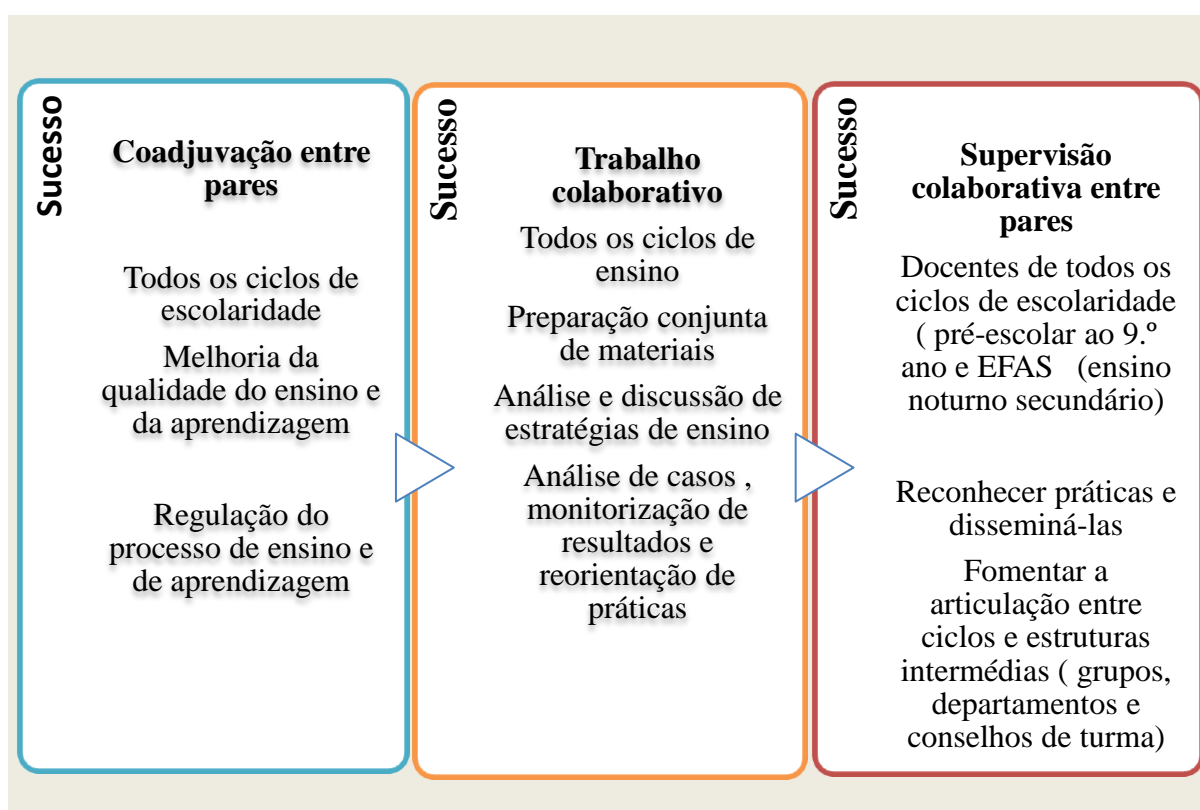 Sucesso
Coadjuvação entre
pares
Todos os ciclos de
escolaridade
Melhoria da
qualidade do ensino e
da aprendizagem
Regulação do
processo de ensino e
de aprendizagem
Sucesso
Trabalho
colaborativo
Todos os ciclos de
ensino
Preparação conjunta
de materiais
Análise e discussão de
estratégias de ensino
Análise de casos ,
monitorização de
resultados e
reorientação de
práticas
Sucesso
Supervisão
colaborativa entre
pares
Docentes de todos os
ciclos de escolaridade
( pré-escolar ao 9.º
ano e EFAS (ensino
noturno secundário)
Reconhecer práticas e
disseminá-las
Fomentar a
articulação entre
ciclos e estruturas
intermédias ( grupos,
departamentos e
conselhos de turma)